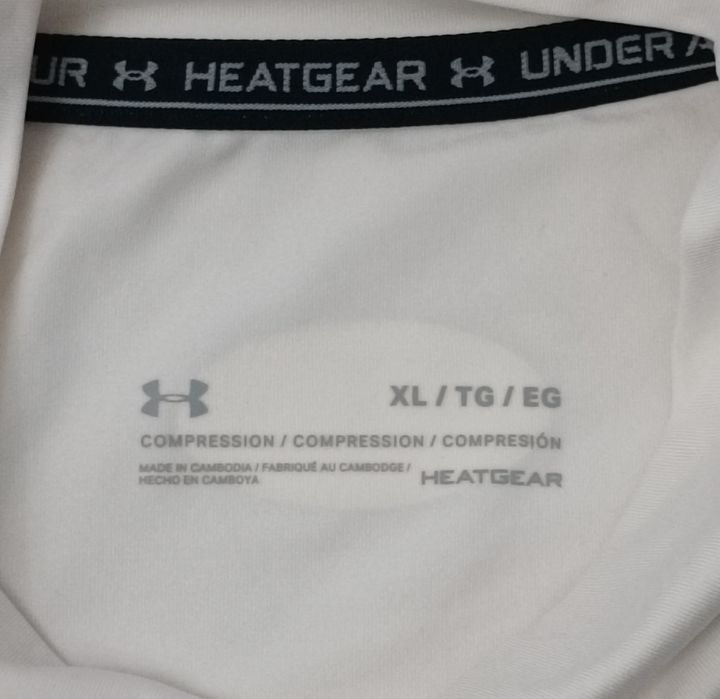 UR HEATGEAR UNDER A
XL / TG / EG
COMPRESSION / COMPRESSION / COMPRESIÓN
MADE IN CAMBODIA / FABRIQUÉ AU CAMBODGE /
HECHO EN CAMBOYA
HEATGEAR